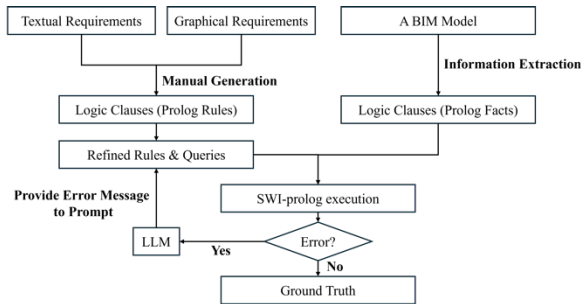 Textual Requirements
Graphical Requirements
A BIM Model
Manual Generation
Information Extraction
Logic Clauses (Prolog Rules)
Logic Clauses (Prolog Facts)
Refined Rules & Queries
Provide Error Message
to Prompt
SWI-prolog execution
LLM
Yes
Error?
No
Ground Truth